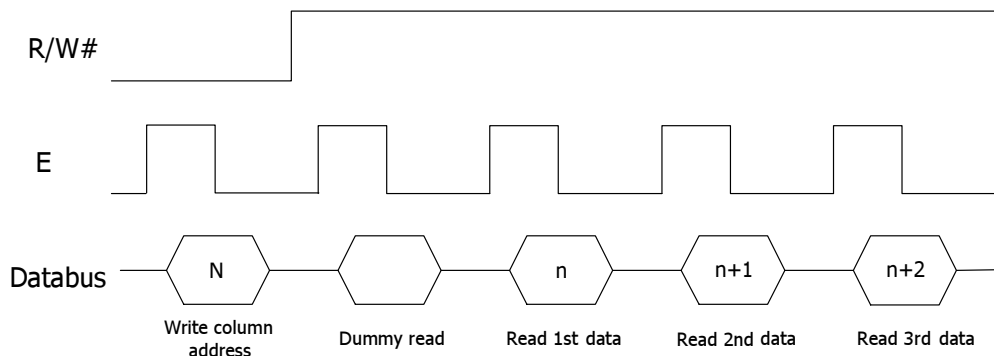 R/W#
E
Databus
N
n
n+1
n+2
Write column
address
Dummy read
Read 1st data
Read 2nd data
Read 3rd data